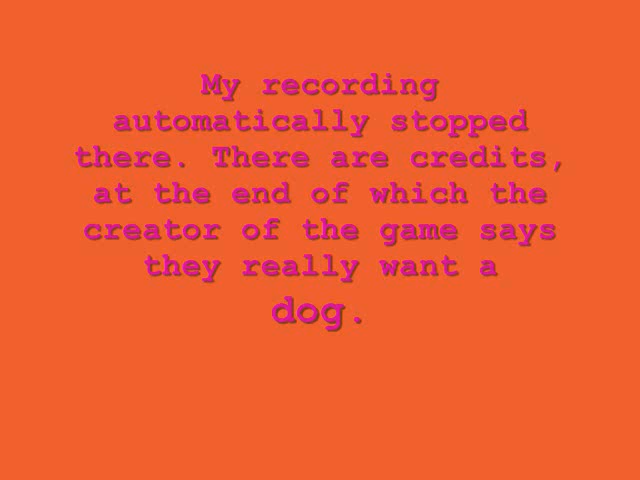 My recording
automatically stopped
there. There are credits,
at the end of which the
creator of the game says
they really want a
dog.